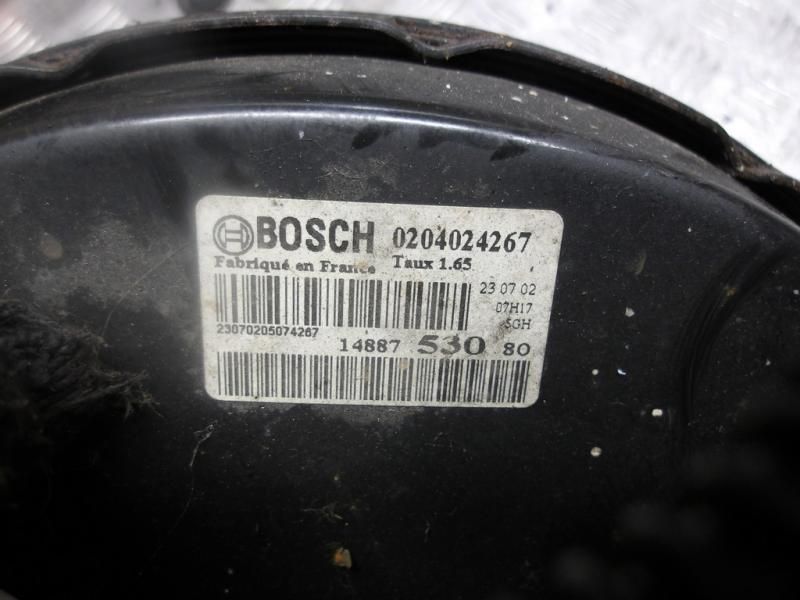 BOSCH 0204024267
Fabriqué en France Taux 1.65
23 07 02
07H17
SGH
23070205074267
14887 530 80